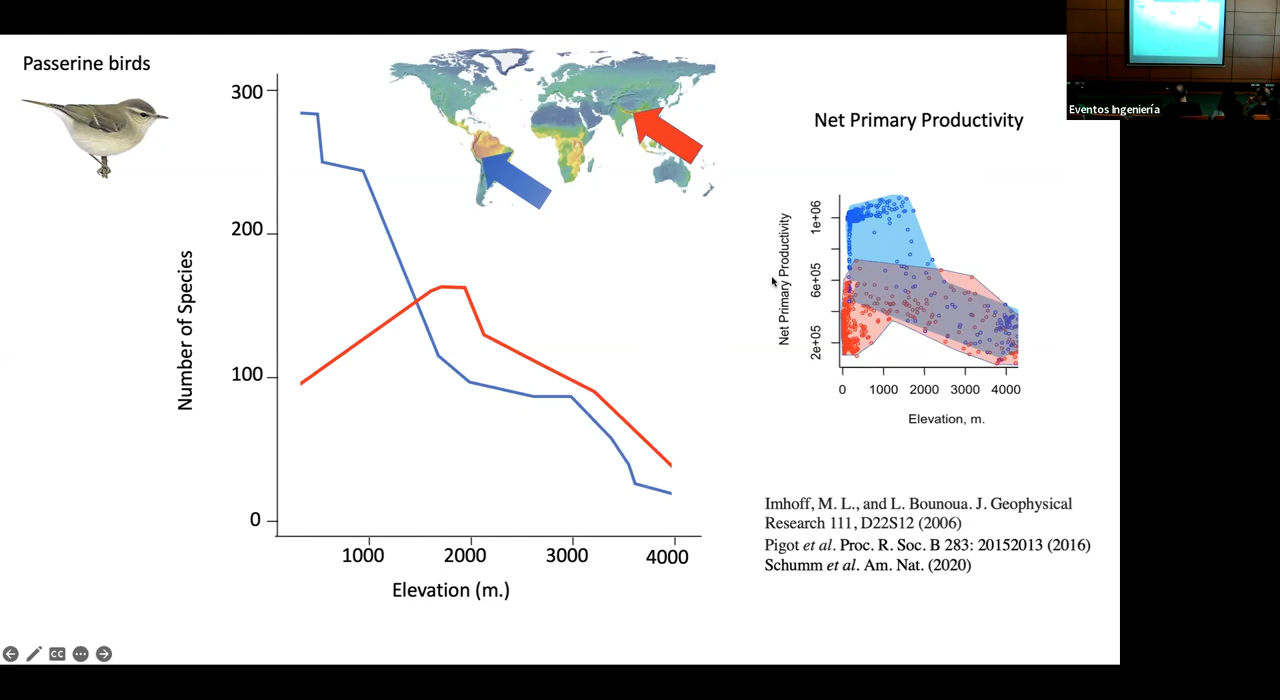 Passerine birds
Number of Species
300
200
100
0
1000
2000
3000
4000
Elevation (m.)
Net Primary Productivity
Net Primary Productivity
1e+06
6e+05
2e+05
0
1000
2000
3000
4000
Elevation, m.
Imhoff, M. L., and L. Bounoua. J. Geophysical
Research 111, D22S12 (2006)
Pigot et al. Proc. R. Soc. B 283: 20152013 (2016)
Schumm et al. Am. Nat. (2020)
Eventos Ingeniería
CC